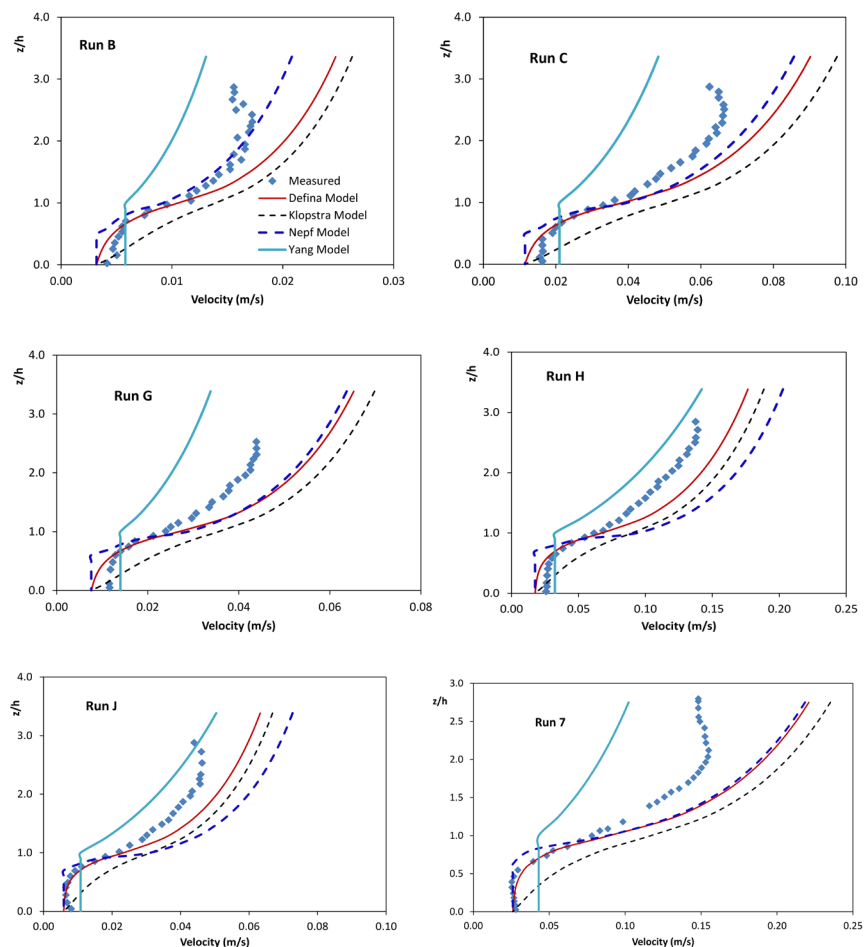 z/h
4.0
Run B
3.0
2.0
Measured
Defina Model
1.0
Klopstra Model
Nepf Model
Yang Model
0.0
0.00 0.01 0.02 0.03
Velocity (m/s)
z/h
4.0
Run C
3.0
2.0
1.0
0.0
0.00 0.02 0.04 0.06 0.08 0.10
Velocity (m/s)
z/h
4.0
Run G
3.0
2.0
1.0
0.0
0.00 0.02 0.04 0.06 0.08
Velocity (m/s)
z/h
4.0
Run H
3.0
2.0
1.0
0.0
0.00 0.05 0.10 0.15 0.20 0.25
Velocity (m/s)
z/h
4.0
Run J
3.0
2.0
1.0
0.0
0.00 0.02 0.04 0.06 0.08 0.10
Velocity (m/s)
z/h
3.0
2.5
Run 7
2.0
1.5
1.0
0.5
0.0
0.00 0.05 0.10 0.15 0.20 0.25
Velocity (m/s)